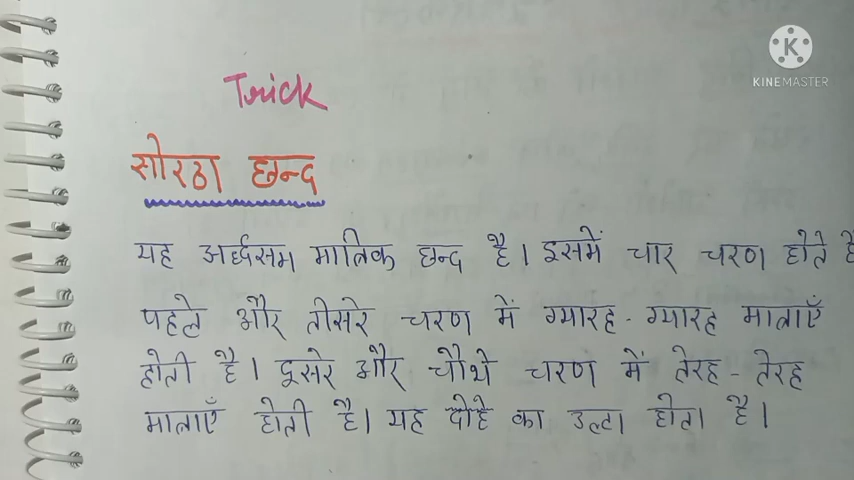 KINEMASTER
Trick
सोरठा छन्द
यह अर्धसम मात्रिक छन्द है। इसमें चार चरण होते है
पहले और तीसरे चरण में ग्यारह-ग्यारह मात्राएँ
होती है। दूसरे और चौथे चरण में तेरह-तेरह
मात्राएँ होती है। यह दोहे का उल्टा होता है।